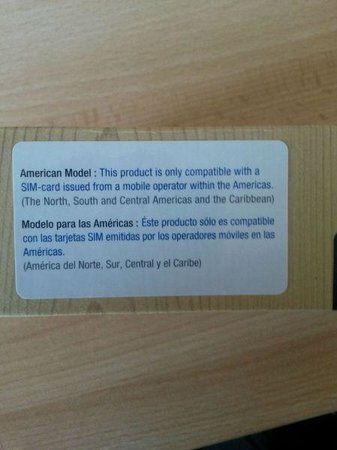 American Model : This product is only compatible with a
SIM-card issued from a mobile operator within the Americas.
(The North, South and Central Americas and the Caribbean)
Modelo para las Américas : Éste producto sólo es compatible
con las tarjetas SIM emitidas por los operadores móviles en las
Américas.
(América del Norte, Sur, Central y el Caribe)